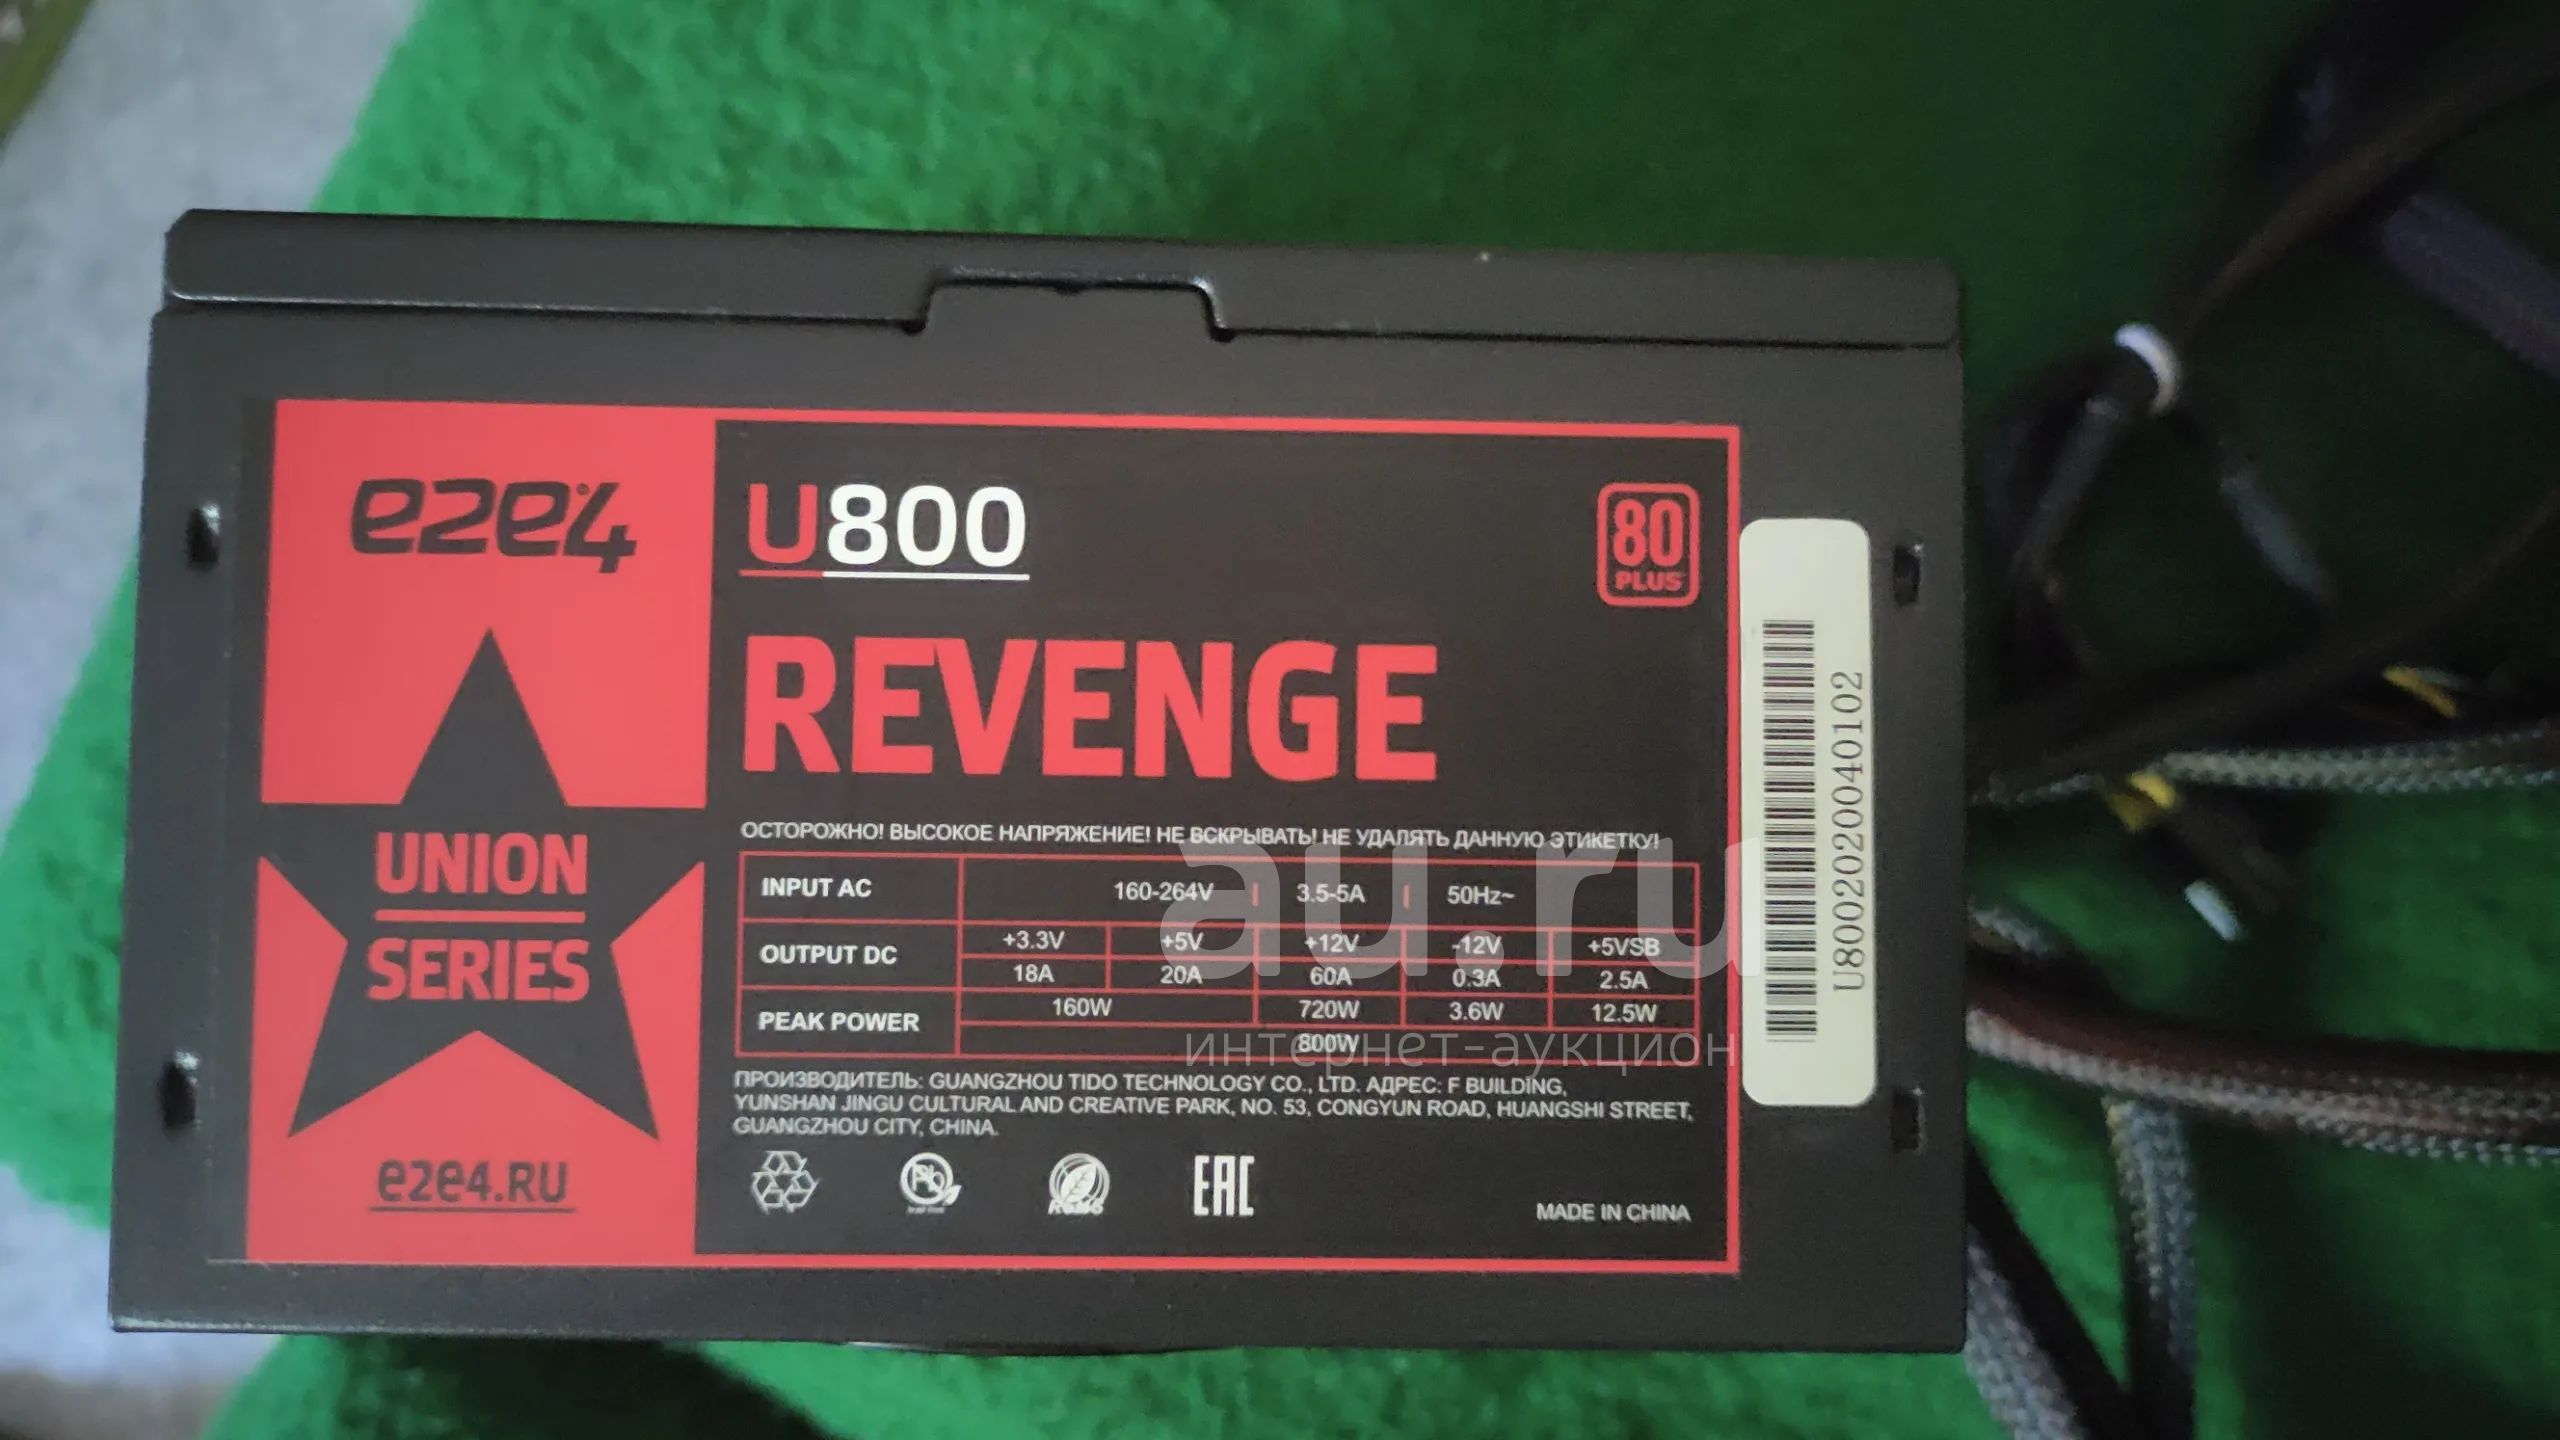 e2e4
UNION
SERIES
e2e4.RU
U800
80
PLUS
REVENGE
ОСТОРОЖНО! ВЫСОКОЕ НАПРЯЖЕНИЕ! НЕ ВСКРЫВАТЬ! НЕ УДАЛЯТЬ ДАННУЮ ЭТИКЕТКУ!
INPUT AC 160-264V | 3.5-5A | 50Hz~
OUTPUT DC +3.3V +5V +12V -12V +5VSB
18A 20A 60A 0.3A 2.5A
PEAK POWER 160W 720W 3.6W 12.5W
800W
ПРОИЗВОДИТЕЛЬ: GUANGZHOU TIDO TECHNOLOGY CO., LTD. АДРЕС: F BUILDING,
YUNSHAN JINGU CULTURAL AND CREATIVE PARK, NO. 53, CONGYUN ROAD, HUANGSHI STREET,
GUANGZHOU CITY, CHINA.
Pb
RoHS
EAC
MADE IN CHINA
U8002020040102
au.ru
интернет-аукцион